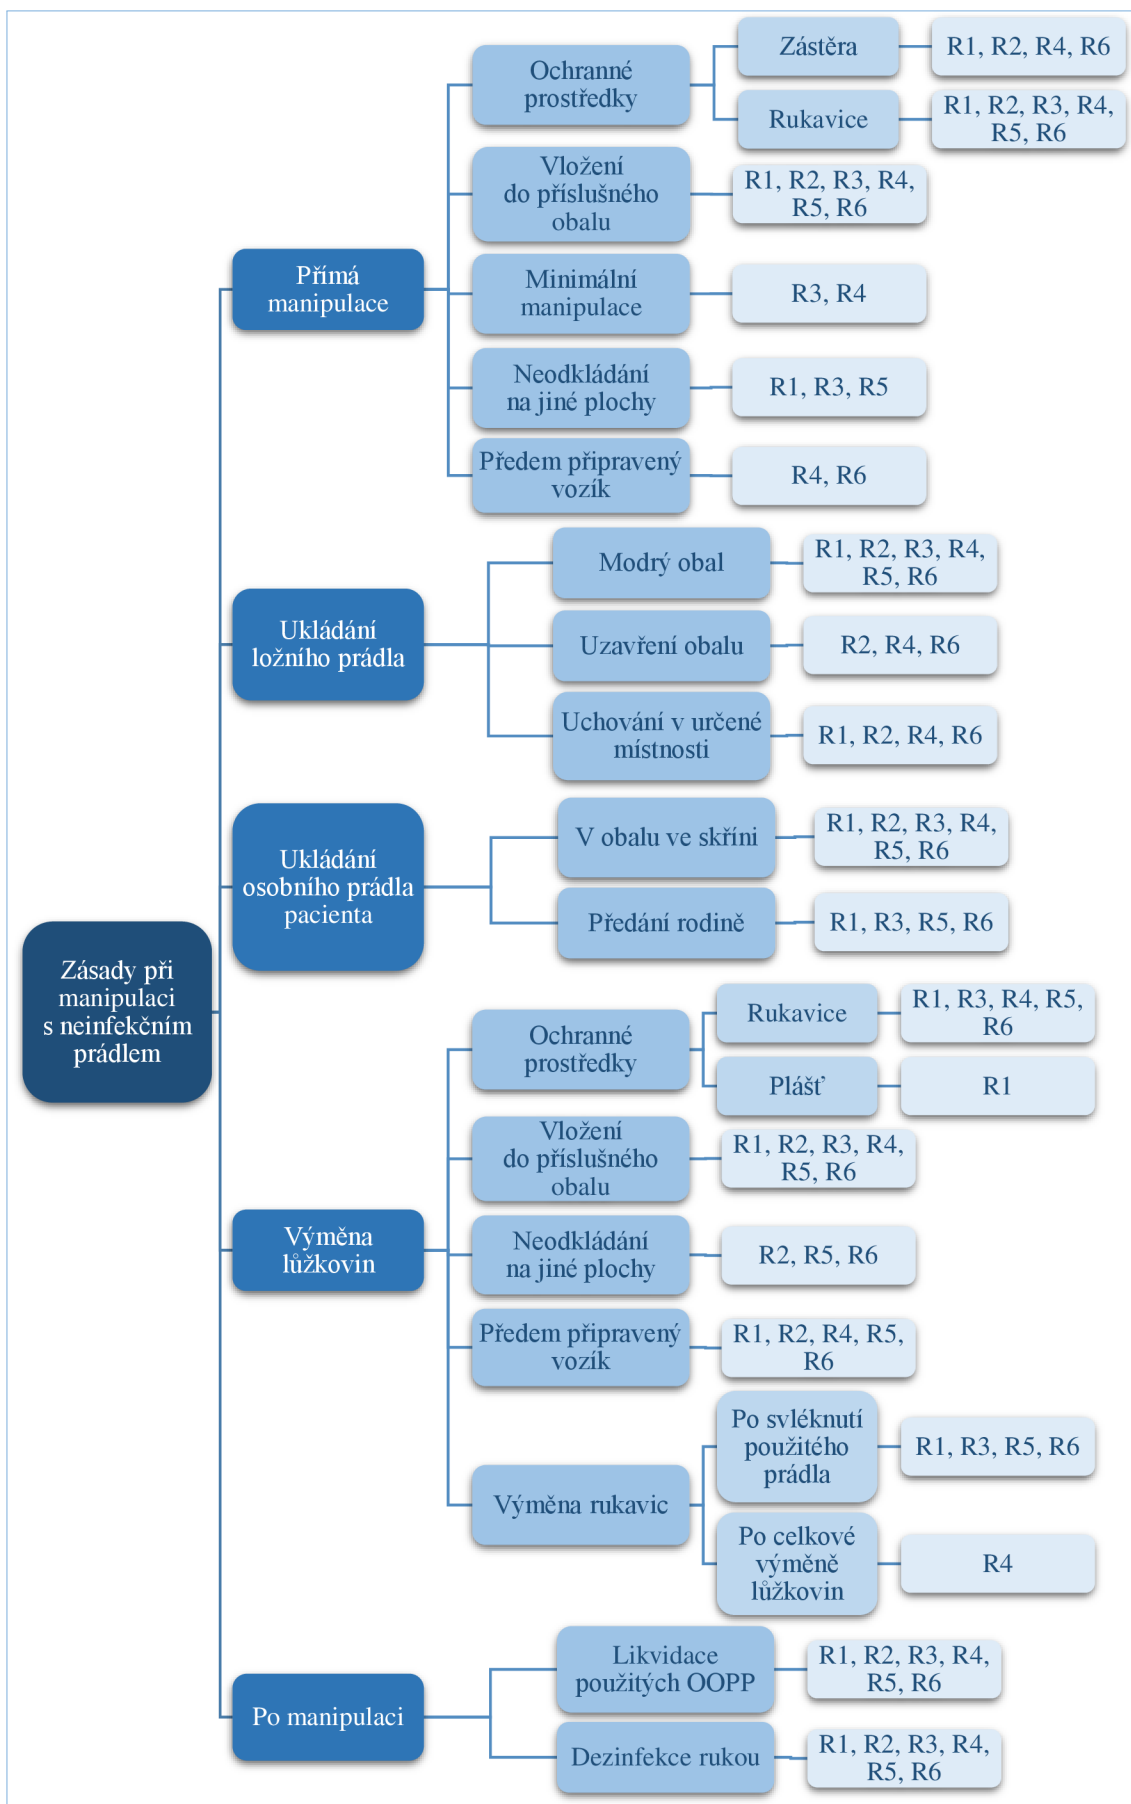 Zásady při
manipulaci
s neinfekčním
prádlem
Přímá
manipulace
Ochranné
prostředky
Zástěra
R1, R2, R4, R6
Rukavice
R1, R2, R3, R4,
R5, R6
Vložení
do příslušného
obalu
R1, R2, R3, R4,
R5, R6
Minimální
manipulace
R3, R4
Neodkládání
na jiné plochy
R1, R3, R5
Předem připravený
vozík
R4, R6
Ukládání
ložního prádla
Modrý obal
R1, R2, R3, R4,
R5, R6
Uzavření obalu
R2, R4, R6
Uchování v určené
místnosti
R1, R2, R4, R6
Ukládání
osobního prádla
pacienta
V obalu ve skříni
R1, R2, R3, R4,
R5, R6
Předání rodině
R1, R3, R5, R6
Výměna
lůžkovin
Ochranné
prostředky
Rukavice
R1, R3, R4, R5,
R6
Plášť
R1
Vložení
do příslušného
obalu
R1, R2, R3, R4,
R5, R6
Neodkládání
na jiné plochy
R2, R5, R6
Předem připravený
vozík
R1, R2, R4, R5,
R6
Výměna rukavic
Po svléknutí
použitého
prádla
R1, R3, R5, R6
Po celkové
výměně
lůžkovin
R4
Po manipulaci
Likvidace
použitých OOPP
R1, R2, R3, R4,
R5, R6
Dezinfekce rukou
R1, R2, R3, R4,
R5, R6